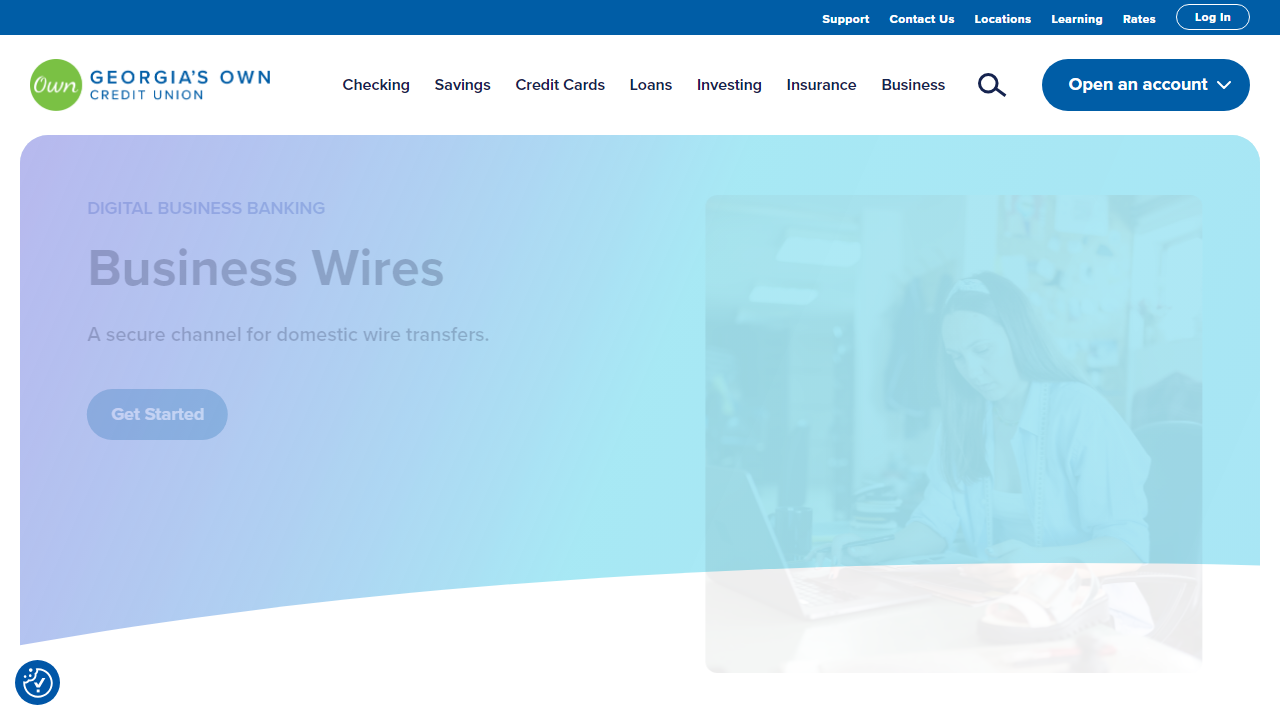 Support
Contact Us
Locations
Learning
Rates
Log In
Own
GEORGIA'S OWN
CREDIT UNION
Checking
Savings
Credit Cards
Loans
Investing
Insurance
Business
Open an account
DIGITAL BUSINESS BANKING
Business Wires
A secure channel for domestic wire transfers.
Get Started